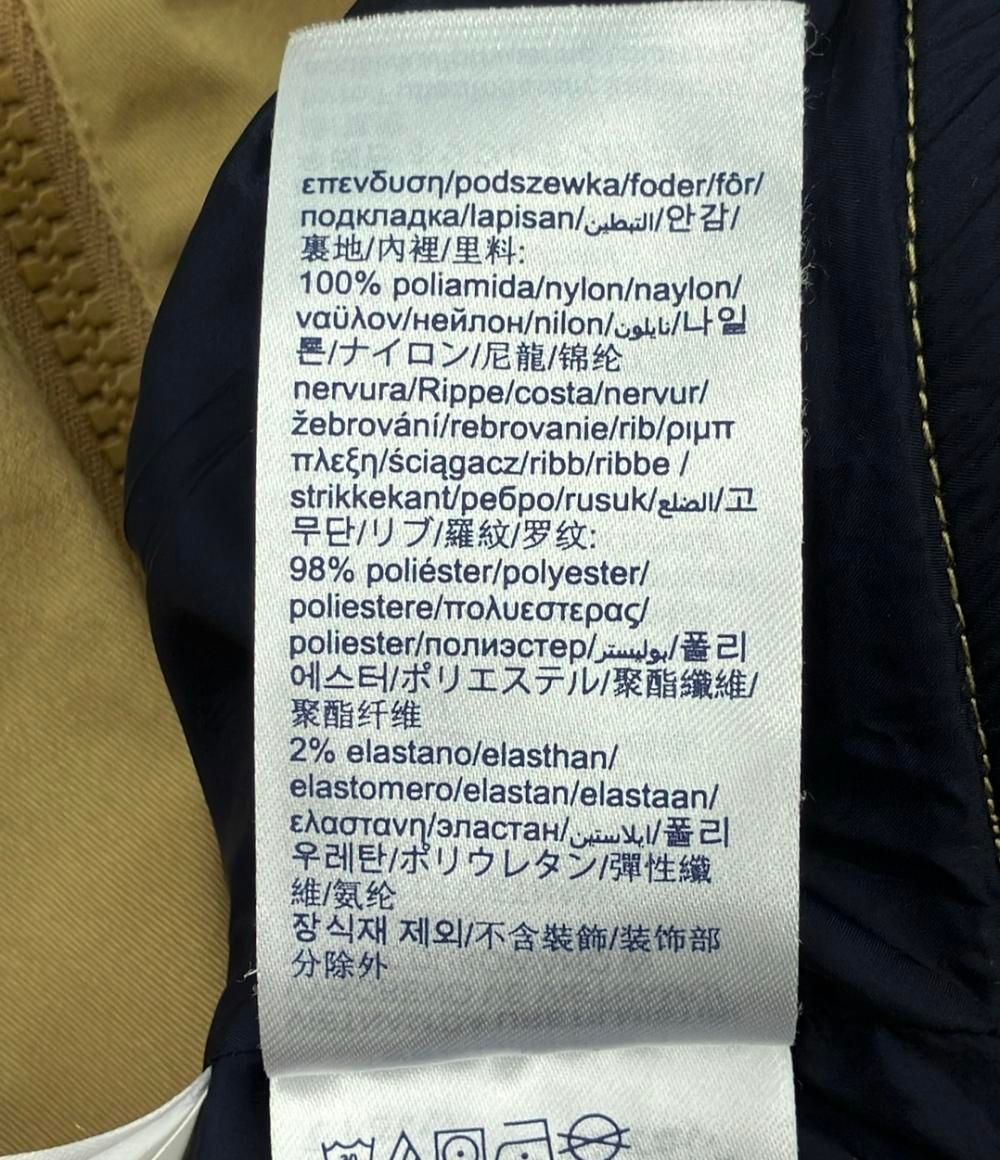 επενδυση/podszewka/foder/fôr/
подкладка/lapisan/التبطين/안감/
裏地/內裡/里料:
100% poliamida/nylon/naylon/
ναϋλον/нейлон/nilon/نايلون/나일
론/ナイロン/尼龍/锦纶
nervura/Rippe/costa/nervur/
žebrování/rebrovanie/rib/ριμπ
πλεξη/ściągacz/ribb/ribbe /
strikkekant/ребро/rusuk/الضلع/고
무단/リブ/羅紋/罗纹:
98% poliéster/polyester/
poliestere/πολυεστερας/
poliester/полиэстер/بوليستر/폴리
에스터/ポリエステル/聚酯纖維/
聚酯纤维
2% elastano/elasthan/
elastomero/elastan/elastaan/
ελαστανη/эластан/ايلاستين/폴리
우레탄/ポリウレタン/彈性纖
維/氨纶
장식재 제외/不含裝飾/装饰部
分除外
30